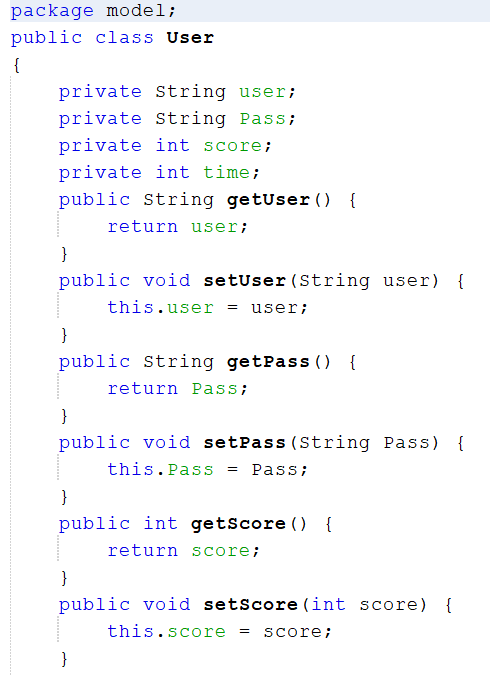 package model;
public class User
{
    private String user;
    private String Pass;
    private int score;
    private int time;
    public String getUser() {
        return user;
    }
    public void setUser(String user) {
        this.user = user;
    }
    public String getPass() {
        return Pass;
    }
    public void setPass(String Pass) {
        this.Pass = Pass;
    }
    public int getScore() {
        return score;
    }
    public void setScore(int score) {
        this.score = score;
    }